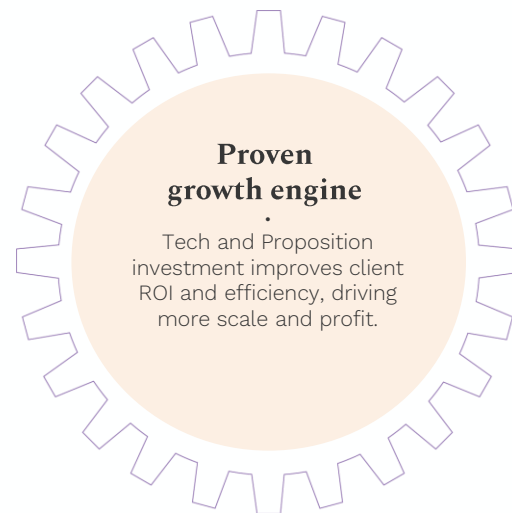 Proven
growth engine
•
Tech and Proposition
investment improves client
ROI and efficiency, driving
more scale and profit.